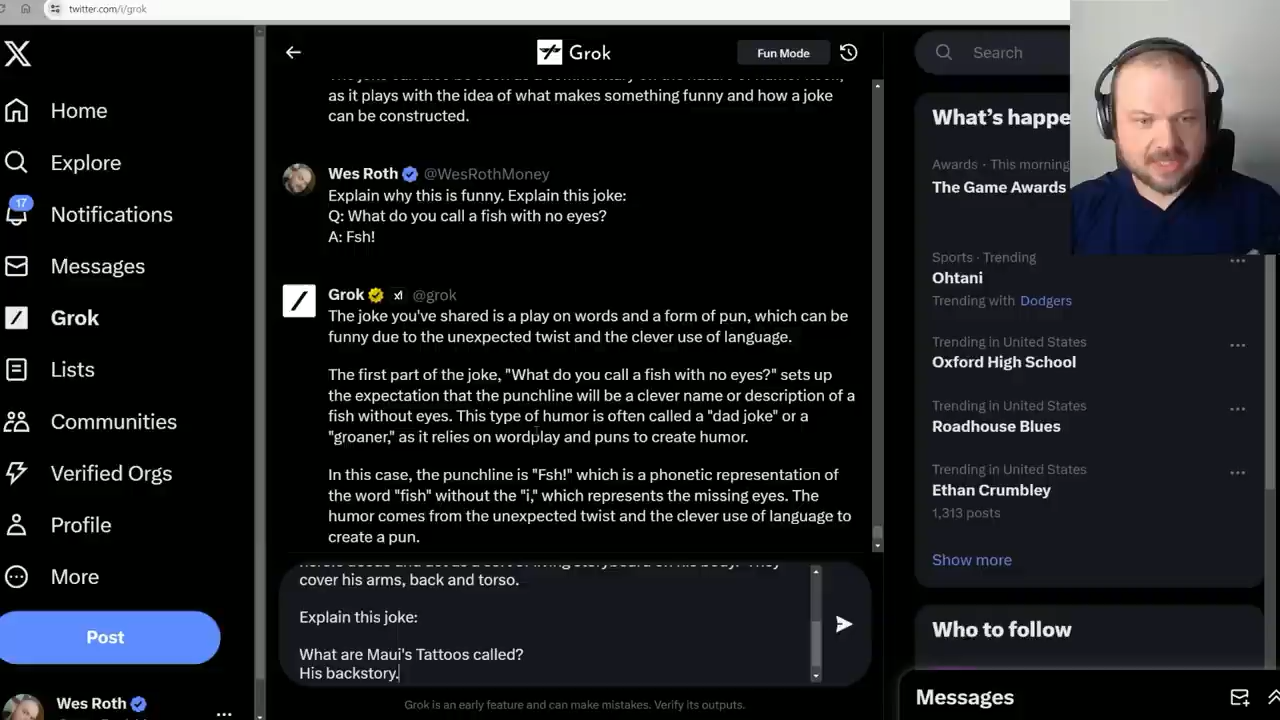 twitter.com/i/grok
Grok
Fun Mode
Search
Home
Explore
17
Notifications
Messages
Grok
Lists
Communities
Verified Orgs
Profile
More
Post
Wes Roth
as it plays with the idea of what makes something funny and how a joke
can be constructed.
Wes Roth @WesRothMoney
Explain why this is funny. Explain this joke:
Q: What do you call a fish with no eyes?
A: Fsh!
Grok @grok
The joke you've shared is a play on words and a form of pun, which can be
funny due to the unexpected twist and the clever use of language.
The first part of the joke, "What do you call a fish with no eyes?" sets up
the expectation that the punchline will be a clever name or description of a
fish without eyes. This type of humor is often called a "dad joke" or a
"groaner," as it relies on wordplay and puns to create humor.
In this case, the punchline is "Fsh!" which is a phonetic representation of
the word "fish" without the "i," which represents the missing eyes. The
humor comes from the unexpected twist and the clever use of language to
create a pun.
cover his arms, back and torso.
Explain this joke:
What are Maui's Tattoos called?
His backstory.
Grok is an early feature and can make mistakes. Verify its outputs.
What's happe
Awards · This morning
The Game Awards
Sports · Trending
Ohtani
Trending with Dodgers
Trending in United States
Oxford High School
Trending in United States
Roadhouse Blues
Trending in United States
Ethan Crumbley
1,313 posts
Show more
Who to follow
Messages